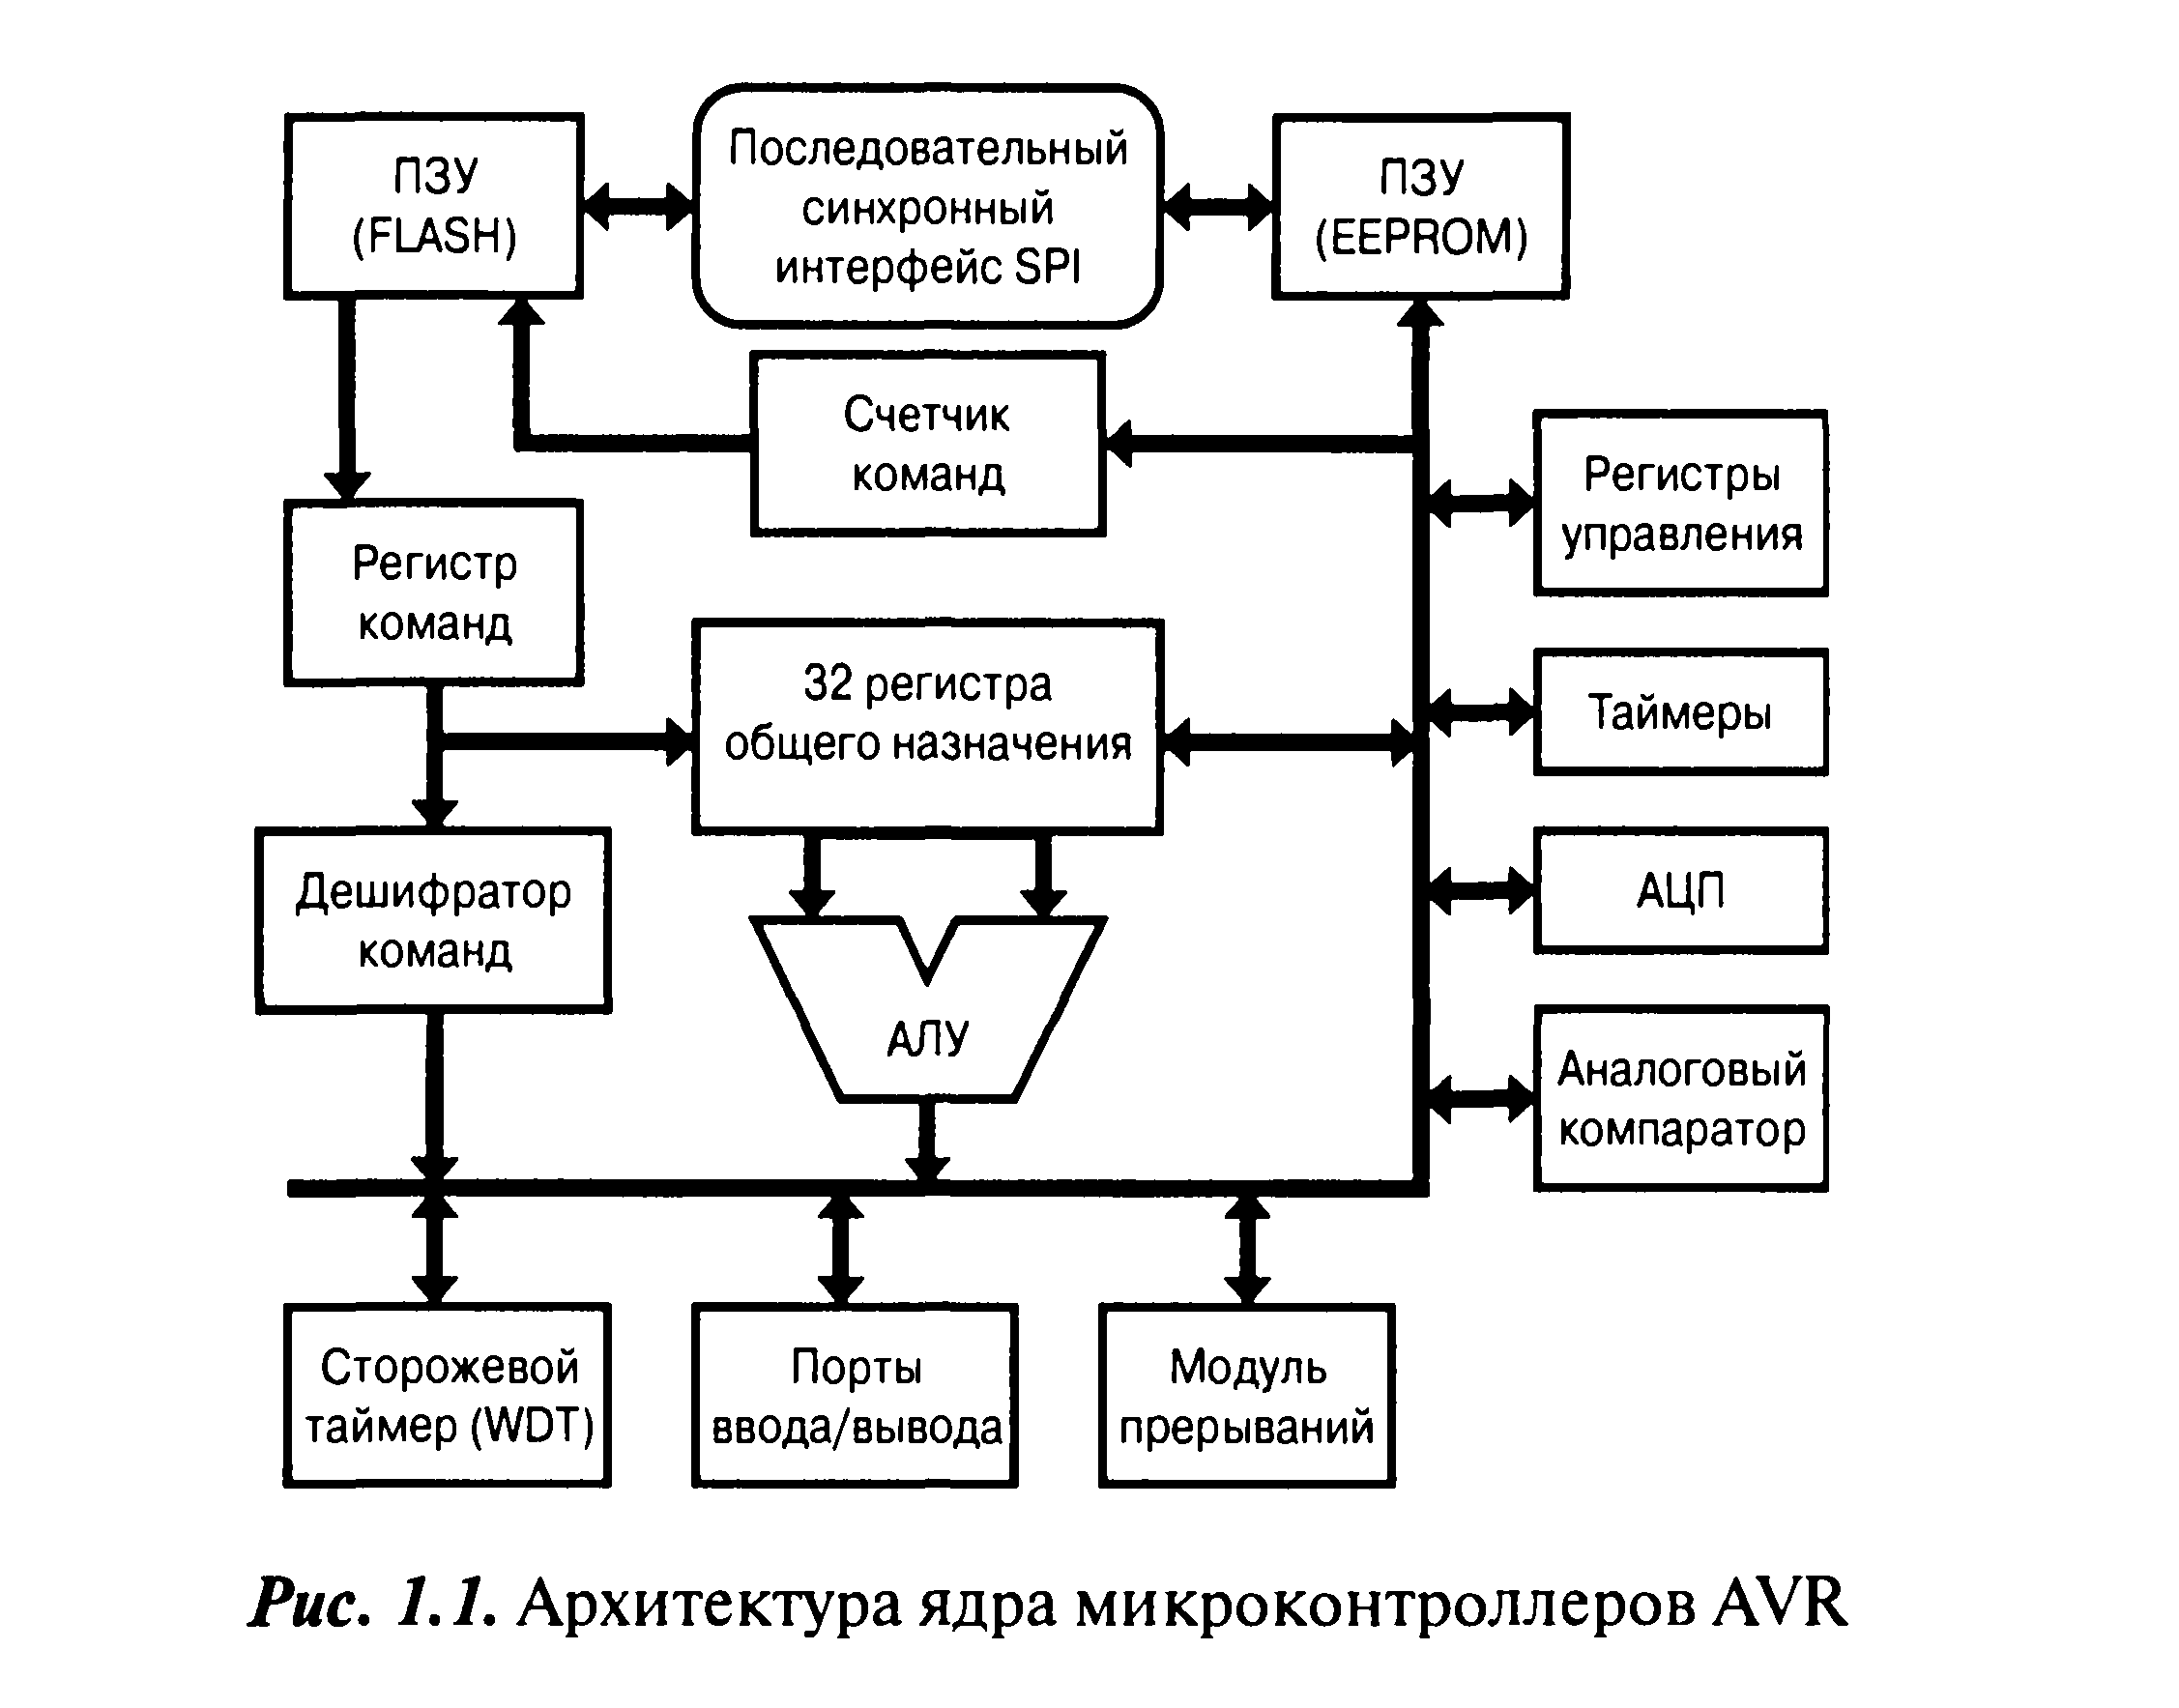 ПЗУ
(FLASH)
Последовательный
синхронный
интерфейс SPI
ПЗУ
(EEPROM)
Счетчик
команд
Регистры
управления
Регистр
команд
32 регистра
общего назначения
Таймеры
Дешифратор
команд
АЦП
АЛУ
Аналоговый
компаратор
Сторожевой
таймер (WDT)
Порты
ввода/вывода
Модуль
прерываний
Рис. 1.1. Архитектура ядра микроконтроллеров AVR